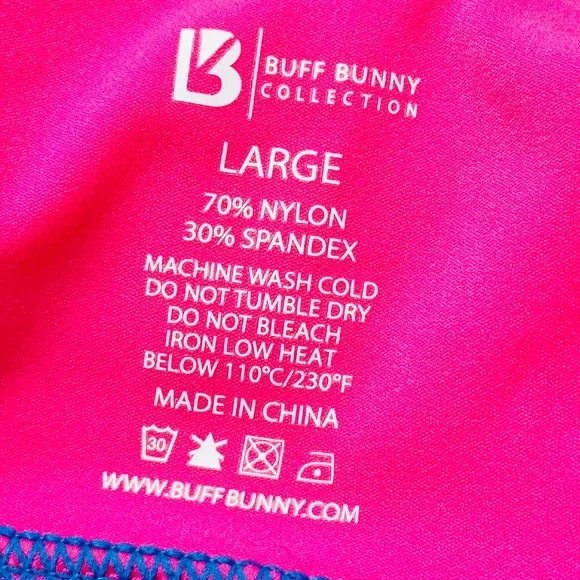 B
BUFF BUNNY
COLLECTION
LARGE
70% NYLON
30% SPANDEX
MACHINE WASH COLD
DO NOT TUMBLE DRY
DO NOT BLEACH
IRON LOW HEAT
BELOW 110°C/230°F
MADE IN CHINA
30
WWW.BUFFBUNNY.COM